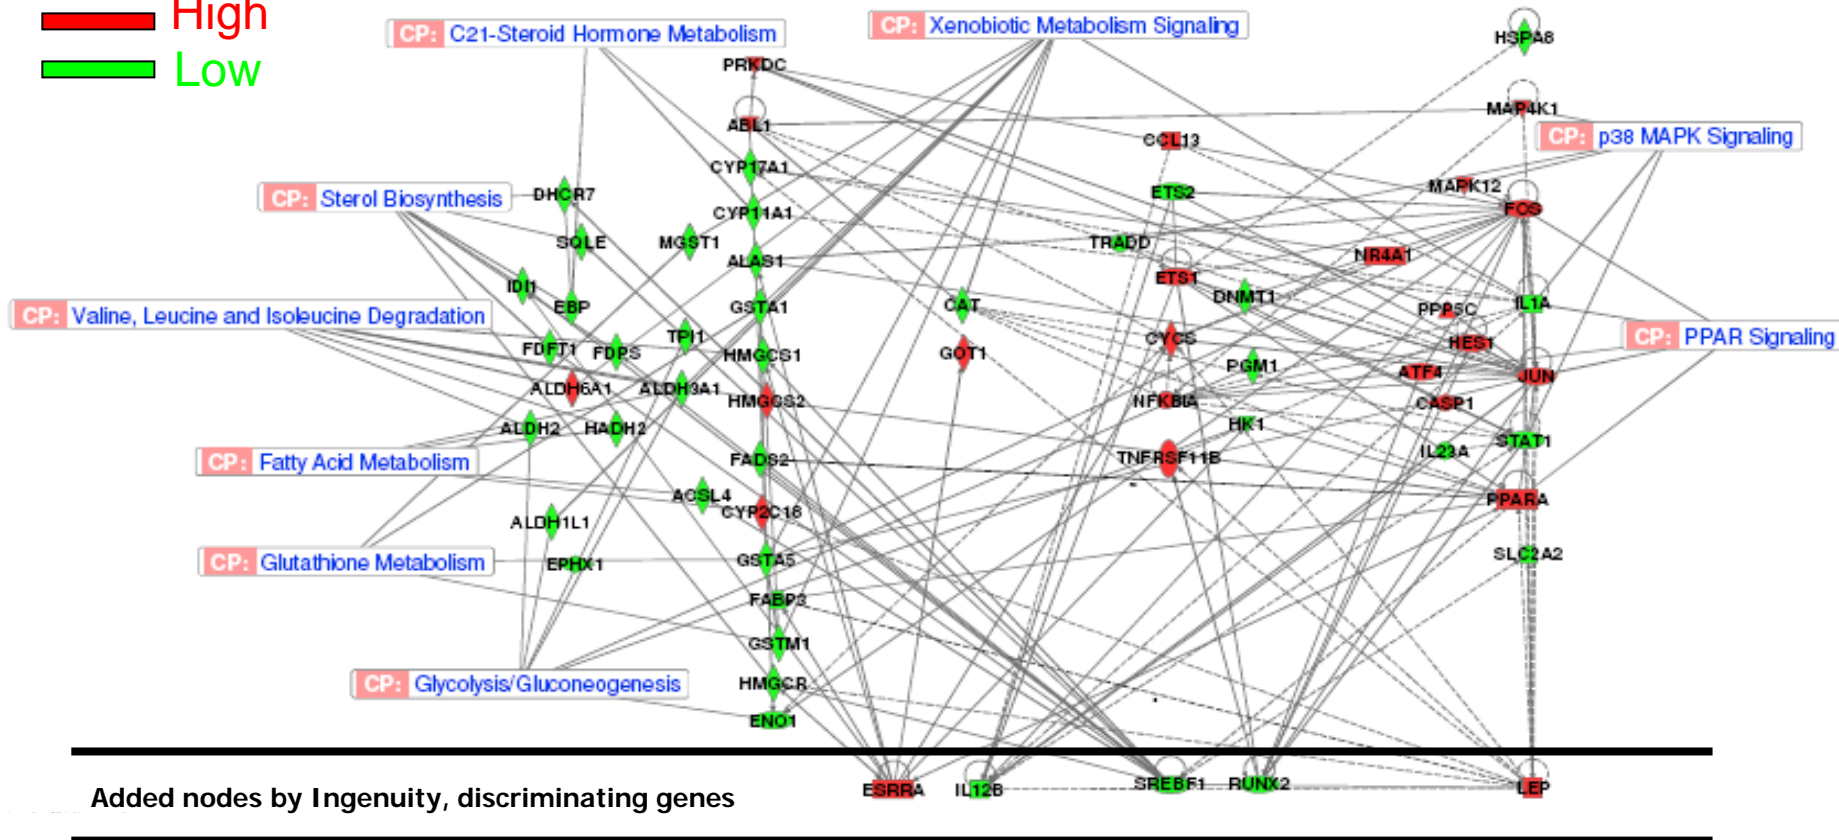 High
Low
CP: C21-Steroid Hormone Metabolism
CP: Xenobiotic Metabolism Signaling
HSPA8
PRKDC
MAP4K1
ABL1
CCL13
CP: p38 MAPK Signaling
CYP17A1
MAPK12
CP: Sterol Biosynthesis
DHCR7
ETS2
CYP11A1
FOS
SQLE
MGST1
TRADD
ALAS1
NR4A1
ETS1
IDI1
DNMT1
EBP
GSTA1
CAT
IL1A
PPP5C
CP: Valine, Leucine and Isoleucine Degradation
TPI1
CYCS
HES1
CP: PPAR Signaling
FDFT1
FDPS
HMGCS1
GOT1
PGM1
ATF4
JUN
ALDH6A1
ALDH9A1
HMGCS2
NFKBIA
CASP1
ALDH2
HADH2
HK1
STAT1
IL23A
CP: Fatty Acid Metabolism
FADS2
TNFRSF11B
ACSL4
PPARA
CYP2C18
ALDH1L1
SLC2A2
CP: Glutathione Metabolism
EPHX1
GSTA5
FABP3
GSTM1
CP: Glycolysis/Gluconeogenesis
HMGCR
ENO1
Added nodes by Ingenuity, discriminating genes
ESRRA
IL12B
SREBF1
RUNX2
LEP